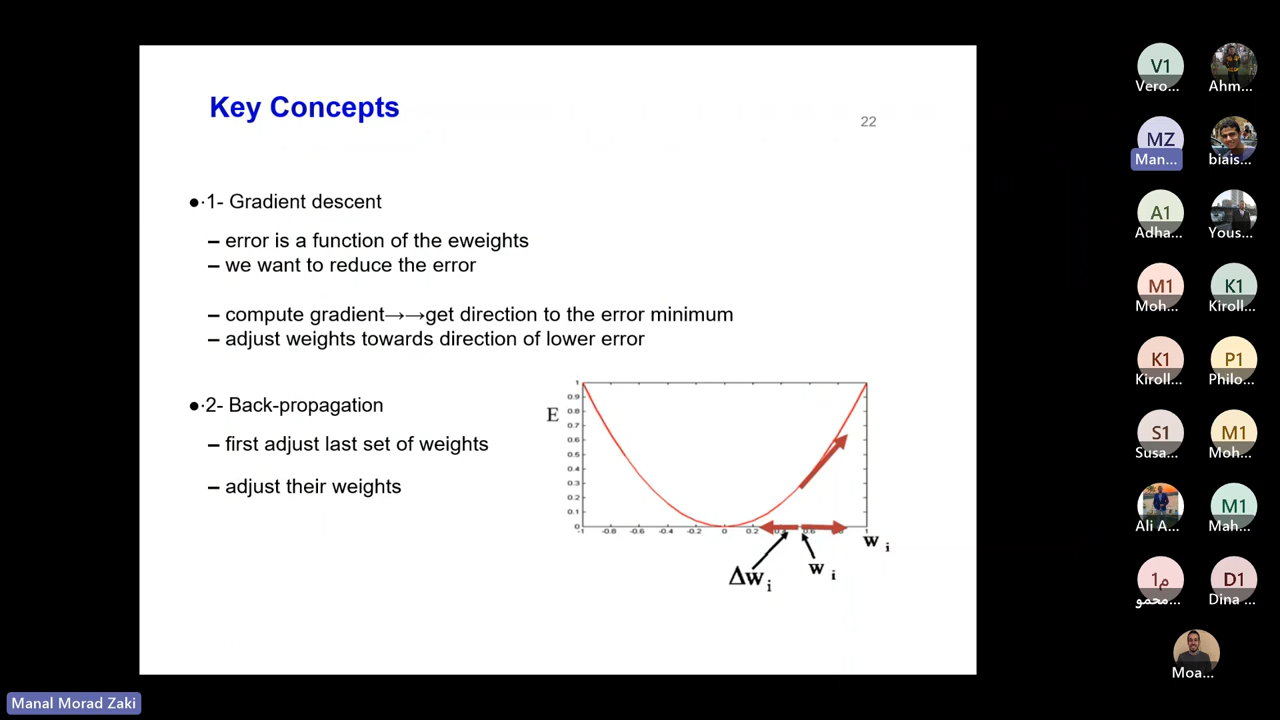 Key Concepts
22
●·1- Gradient descent
– error is a function of the eweights
– we want to reduce the error
– compute gradient→→get direction to the error minimum
– adjust weights towards direction of lower error
●·2- Back-propagation
– first adjust last set of weights
– adjust their weights
E
1
0.9
0.8
0.7
0.6
0.5
0.4
0.3
0.2
0.1
0
-1 -0.8 -0.6 -0.4 -0.2 0 0.2 0.6 1
w i
Δw i
w i
V1
Vero...
Ahm...
MZ
Man...
biais...
A1
Adha...
Yous...
M1
Moh...
K1
Kiroll...
K1
Kiroll...
P1
Philo...
S1
Susa...
M1
Moh...
Ali A...
M1
Mah...
م1
محمو...
D1
Dina ...
Moa...
Manal Morad Zaki